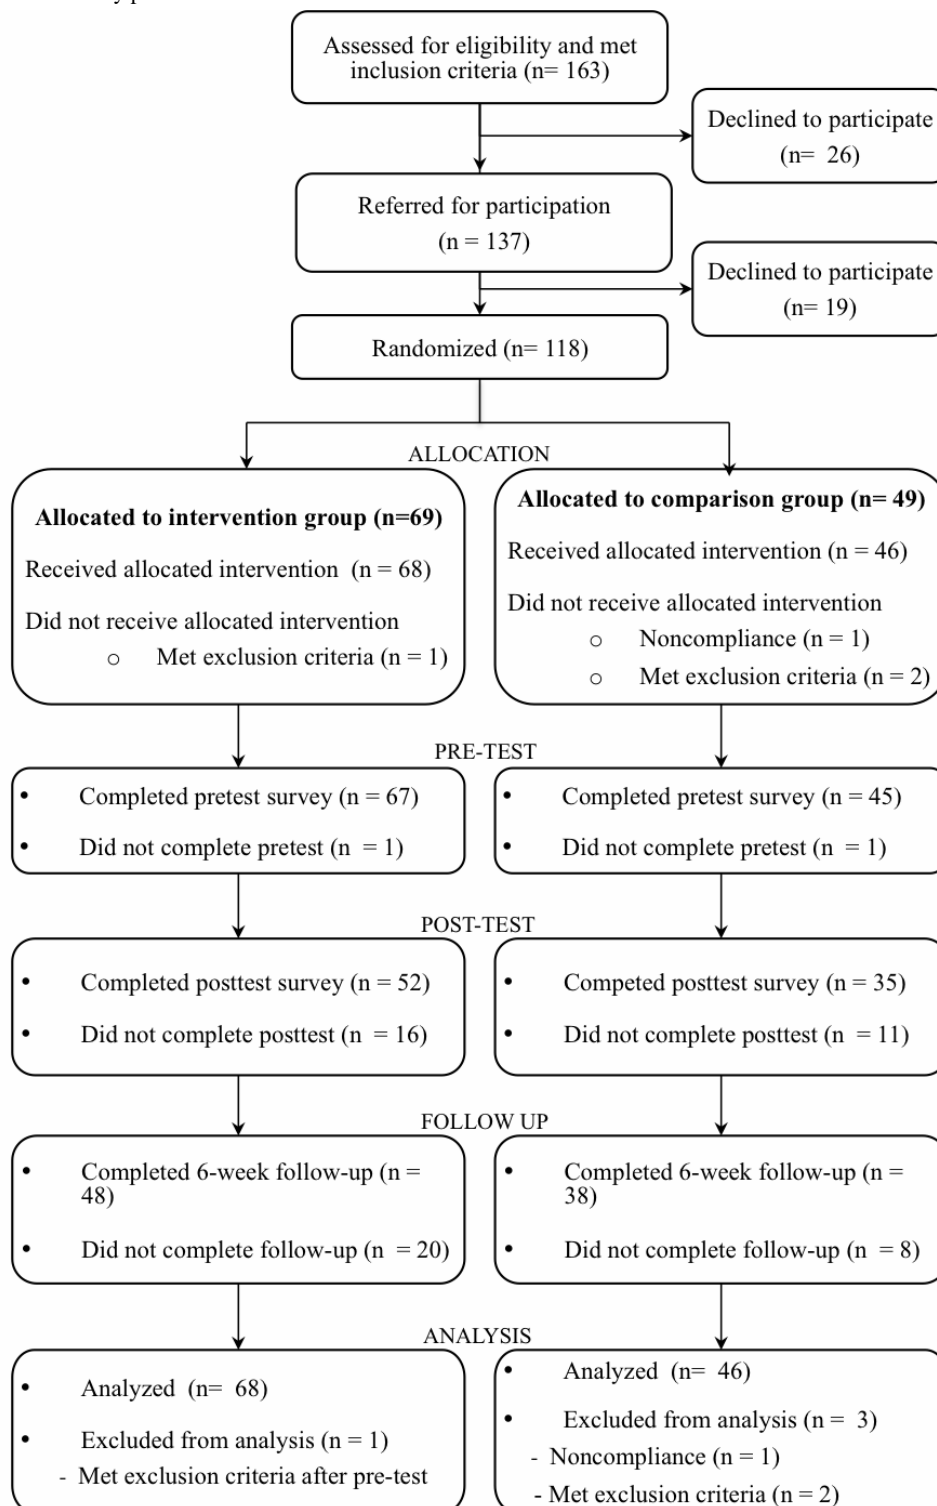 Assessed for eligibility and met
inclusion criteria (n= 163)
Declined to participate
(n= 26)
Referred for participation
(n = 137)
Declined to participate
(n= 19)
Randomized (n= 118)
ALLOCATION
Allocated to intervention group (n=69)
Received allocated intervention (n = 68)
Did not receive allocated intervention
o Met exclusion criteria (n = 1)
Allocated to comparison group (n= 49)
Received allocated intervention (n = 46)
Did not receive allocated intervention
o Noncompliance (n = 1)
o Met exclusion criteria (n = 2)
PRE-TEST
• Completed pretest survey (n = 67)
• Did not complete pretest (n = 1)
• Completed pretest survey (n = 45)
• Did not complete pretest (n = 1)
POST-TEST
• Completed posttest survey (n = 52)
• Did not complete posttest (n = 16)
• Competed posttest survey (n = 35)
• Did not complete posttest (n = 11)
FOLLOW UP
• Completed 6-week follow-up (n =
48)
• Did not complete follow-up (n = 20)
• Completed 6-week follow-up (n =
38)
• Did not complete follow-up (n = 8)
ANALYSIS
• Analyzed (n= 68)
• Excluded from analysis (n = 1)
- Met exclusion criteria after pre-test
• Analyzed (n= 46)
• Excluded from analysis (n = 3)
- Noncompliance (n = 1)
- Met exclusion criteria (n = 2)